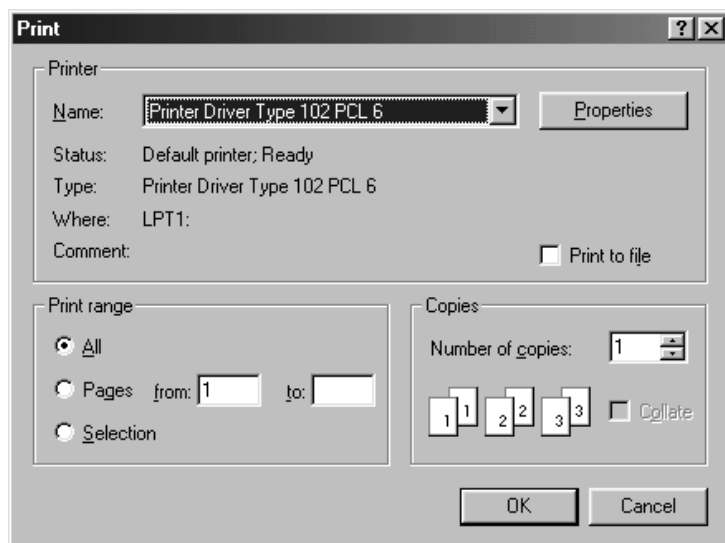 Print
Printer
Name: Printer Driver Type 102 PCL 6 Properties
Status: Default printer; Ready
Type: Printer Driver Type 102 PCL 6
Where: LPT1:
Comment: Print to file
Print range
All
Pages from: 1 to:
Selection
Copies
Number of copies: 1
1 1 2 2 3 3 Collate
OK Cancel